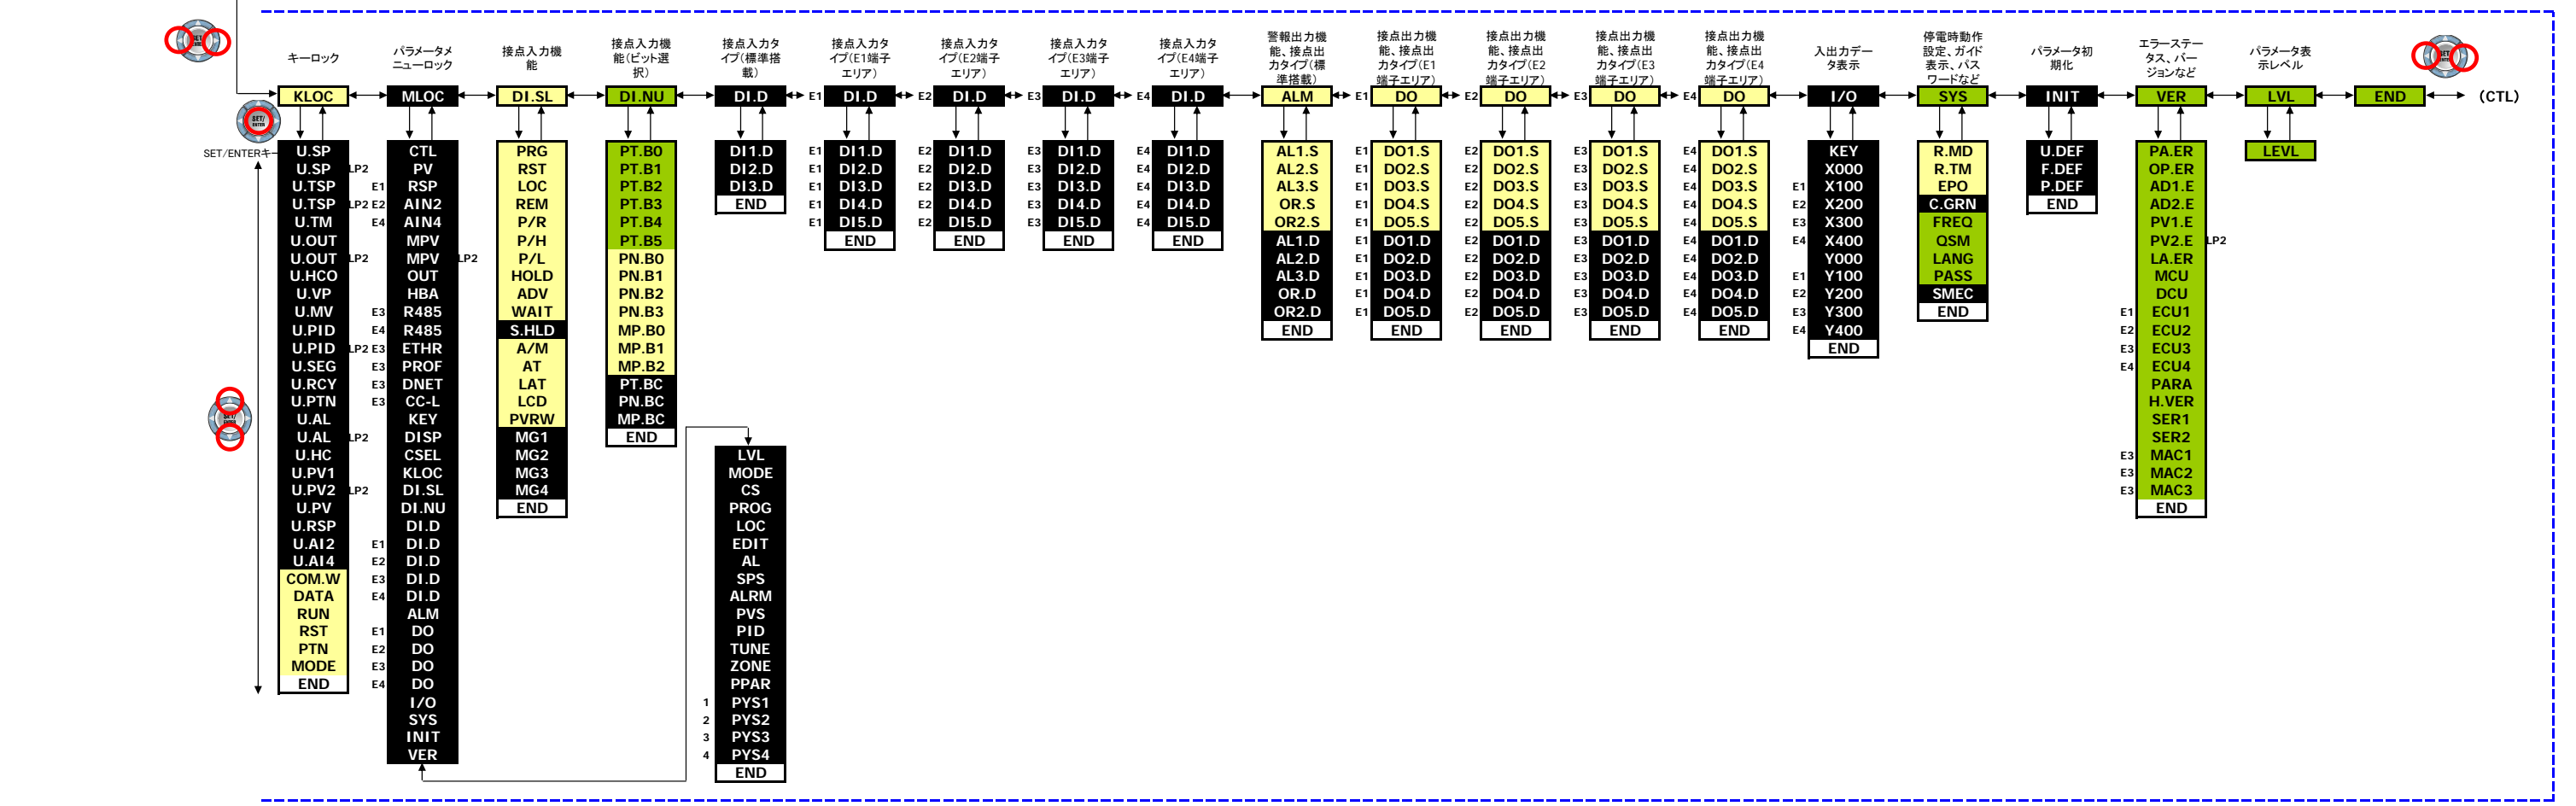 キーロック
パラメータメ
ニューロック
接点入力機
能
接点入力機
能(ビット選
択)
接点入力タ
イプ(標準搭
載)
接点入力タ
イプ(E1端子
エリア)
接点入力タ
イプ(E2端子
エリア)
接点入力タ
イプ(E3端子
エリア)
接点入力タ
イプ(E4端子
エリア)
警報出力機
能、接点出
力タイプ(標
準搭載)
接点出力機
能、接点出
力タイプ(E1
端子エリア)
接点出力機
能、接点出
力タイプ(E2
端子エリア)
接点出力機
能、接点出
力タイプ(E3
端子エリア)
接点出力機
能、接点出
力タイプ(E4
端子エリア)
入出力デー
タ表示
停電時動作
設定、ガイド
表示、パス
ワードなど
パラメータ初
期化
エラーステー
タス、バー
ジョンなど
パラメータ表
示レベル
KLOC MLOC DI.SL DI.NU DI.D E1 DI.D E2 DI.D E3 DI.D E4 DI.D ALM E1 DO E2 DO E3 DO E4 DO I/O SYS INIT VER LVL END (CTL)
SET/
ENTER
SET/ENTERキー
U.SP
U.SP LP2
U.TSP
U.TSP LP2
U.TM
U.OUT
U.OUT LP2
U.HCO
U.VP
U.MV
U.PID
U.PID LP2
U.SEG
U.RCY
U.PTN
U.AL
U.AL LP2
U.HC
U.PV1
U.PV2 LP2
U.PV
U.RSP
U.AI2
U.AI4
COM.W
DATA
RUN
RST
PTN
MODE
END
CTL
PV
E1 RSP
E2 AIN2
E4 AIN4
MPV
MPV LP2
OUT
HBA
E3 R485
E4 R485
E3 ETHR
E3 PROF
E3 DNET
E3 CC-L
KEY
DISP
CSEL
KLOC
DI.SL
DI.NU
DI.D
E1 DI.D
E2 DI.D
E3 DI.D
E4 DI.D
ALM
E1 DO
E2 DO
E3 DO
E4 DO
I/O
SYS
INIT
VER
PRG
RST
LOC
REM
P/R
P/H
P/L
HOLD
ADV
WAIT
S.HLD
A/M
AT
LAT
LCD
PVRW
MG1
MG2
MG3
MG4
END
PT.B0
PT.B1
PT.B2
PT.B3
PT.B4
PT.B5
PN.B0
PN.B1
PN.B2
PN.B3
MP.B0
MP.B1
MP.B2
PT.BC
PN.BC
MP.BC
END
DI1.D
DI2.D
DI3.D
END
LVL
MODE
CS
PROG
LOC
EDIT
AL
SPS
ALRM
PVS
PID
TUNE
ZONE
PPAR
1 PYS1
2 PYS2
3 PYS3
4 PYS4
END
E1 DI1.D
E1 DI2.D
E1 DI3.D
E1 DI4.D
E1 DI5.D
END
E2 DI1.D
E2 DI2.D
E2 DI3.D
E2 DI4.D
E2 DI5.D
END
E3 DI1.D
E3 DI2.D
E3 DI3.D
E3 DI4.D
E3 DI5.D
END
E4 DI1.D
E4 DI2.D
E4 DI3.D
E4 DI4.D
E4 DI5.D
END
AL1.S
AL2.S
AL3.S
OR.S
OR2.S
AL1.D
AL2.D
AL3.D
OR.D
OR2.D
END
E1 DO1.S
E1 DO2.S
E1 DO3.S
E1 DO4.S
E1 DO5.S
E1 DO1.D
E1 DO2.D
E1 DO3.D
E1 DO4.D
E1 DO5.D
END
E2 DO1.S
E2 DO2.S
E2 DO3.S
E2 DO4.S
E2 DO5.S
E2 DO1.D
E2 DO2.D
E2 DO3.D
E2 DO4.D
E2 DO5.D
END
E3 DO1.S
E3 DO2.S
E3 DO3.S
E3 DO4.S
E3 DO5.S
E3 DO1.D
E3 DO2.D
E3 DO3.D
E3 DO4.D
E3 DO5.D
END
E4 DO1.S
E4 DO2.S
E4 DO3.S
E4 DO4.S
E4 DO5.S
E4 DO1.D
E4 DO2.D
E4 DO3.D
E4 DO4.D
E4 DO5.D
END
KEY
X000
E1 X100
E2 X200
E3 X300
E4 X400
Y000
E1 Y100
E2 Y200
E3 Y300
E4 Y400
END
R.MD
R.TM
EPO
C.GRN
FREQ
QSM
LANG
PASS
SMEC
END
U.DEF
F.DEF
P.DEF
END
PA.ER
OP.ER
AD1.E
AD2.E
PV1.E
PV2.E LP2
LA.ER
MCU
DCU
E1 ECU1
E2 ECU2
E3 ECU3
E4 ECU4
PARA
H.VER
SER1
SER2
E3 MAC1
E3 MAC2
E3 MAC3
END
LEVL